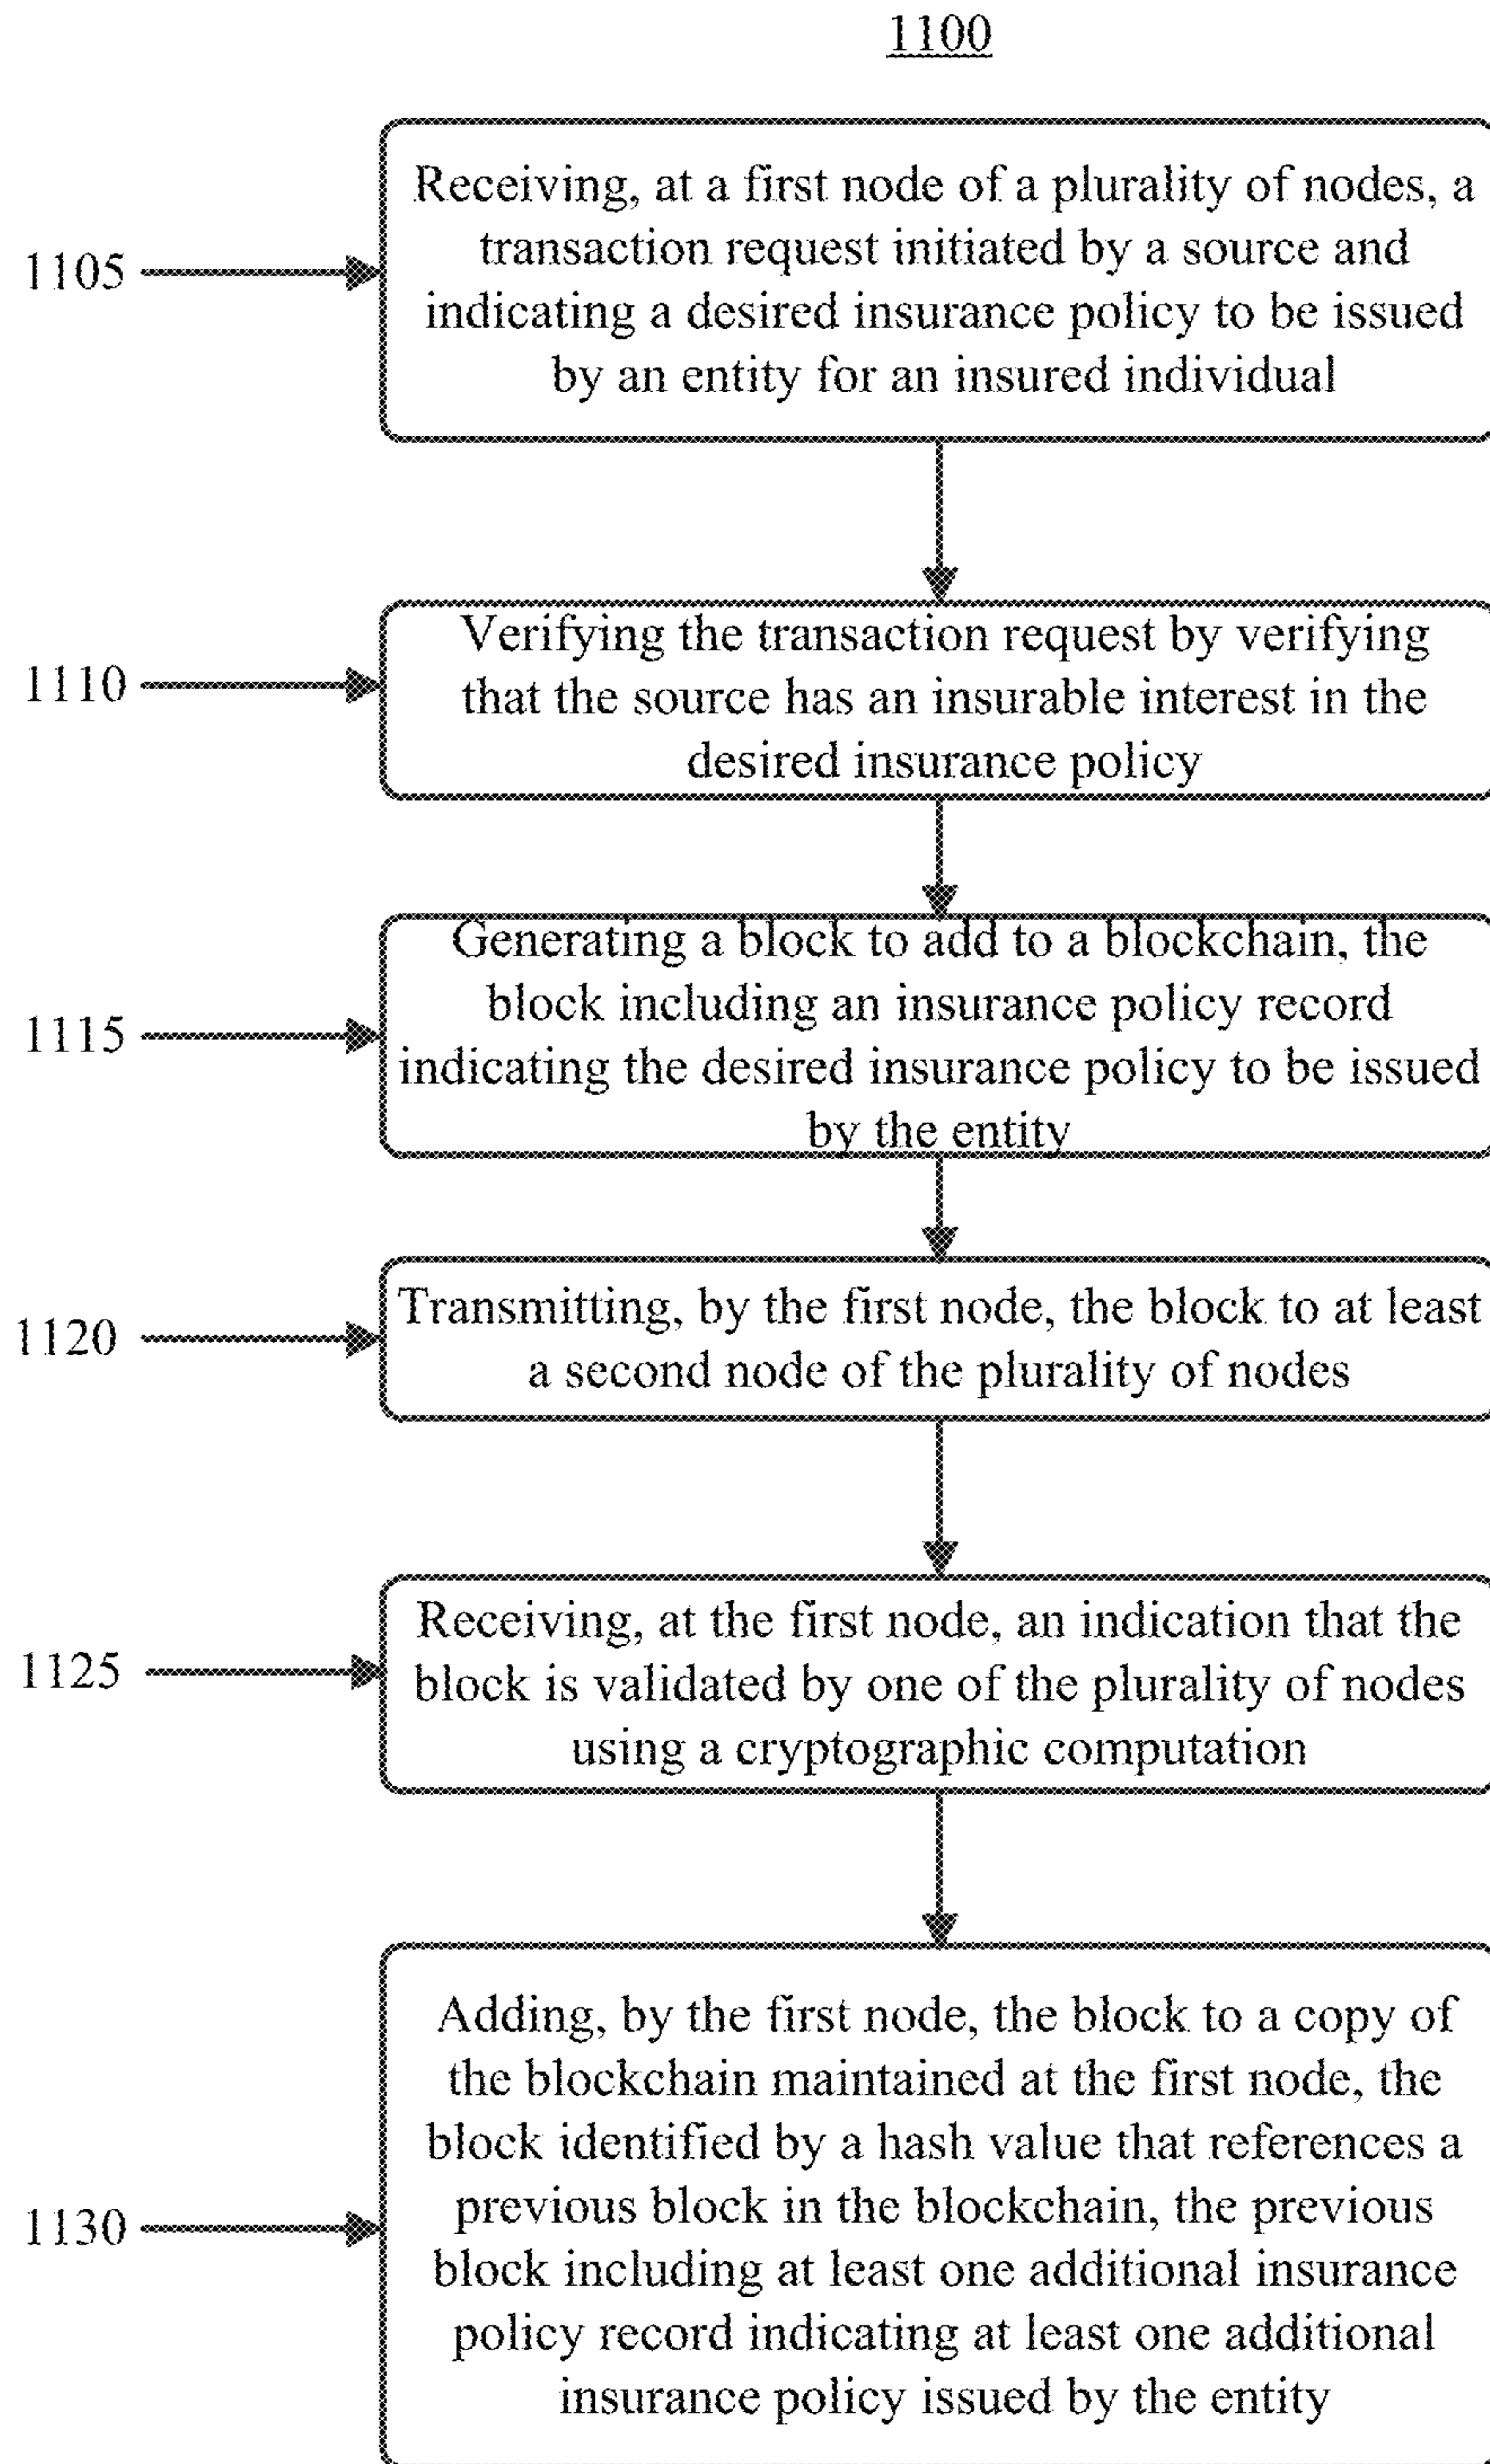 1100
1105
Receiving, at a first node of a plurality of nodes, a
transaction request initiated by a source and
indicating a desired insurance policy to be issued
by an entity for an insured individual
1110
Verifying the transaction request by verifying
that the source has an insurable interest in the
desired insurance policy
1115
Generating a block to add to a blockchain, the
block including an insurance policy record
indicating the desired insurance policy to be issued
by the entity
1120
Transmitting, by the first node, the block to at least
a second node of the plurality of nodes
1125
Receiving, at the first node, an indication that the
block is validated by one of the plurality of nodes
using a cryptographic computation
1130
Adding, by the first node, the block to a copy of
the blockchain maintained at the first node, the
block identified by a hash value that references a
previous block in the blockchain, the previous
block including at least one additional insurance
policy record indicating at least one additional
insurance policy issued by the entity